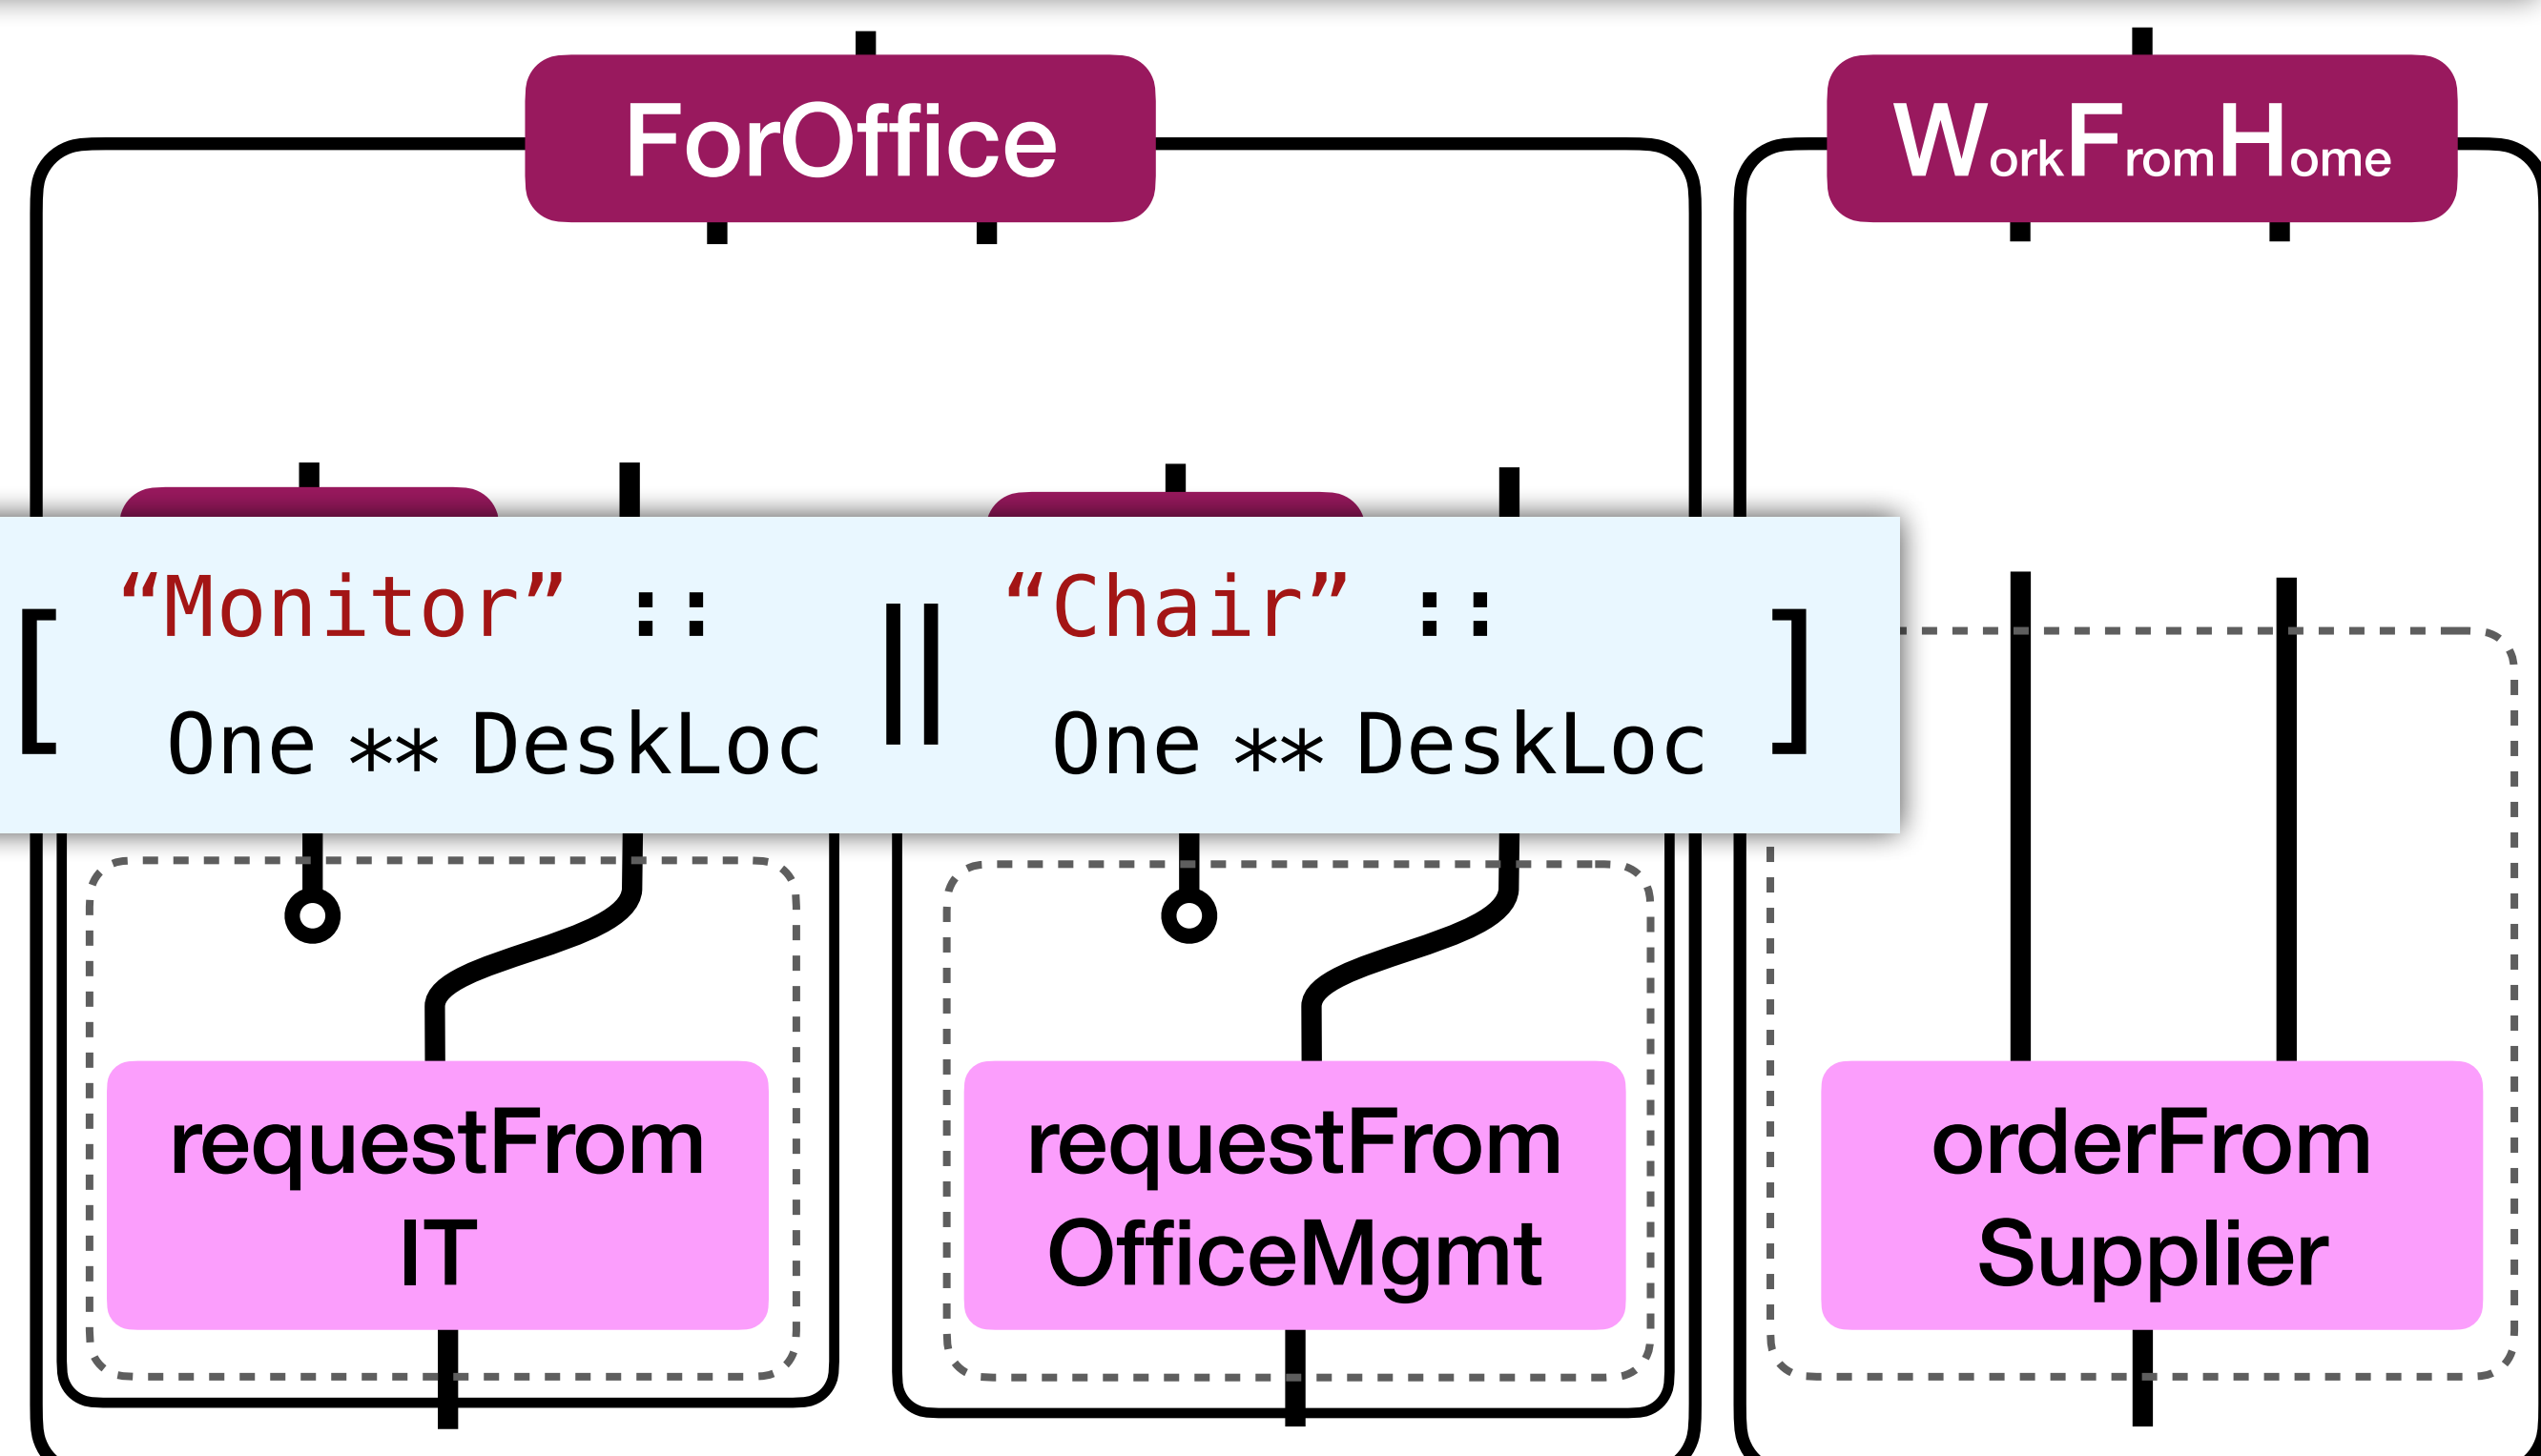 ForOffice
WorkFromHome
[ “Monitor” :: || “Chair” :: ]
One ** DeskLoc One ** DeskLoc
requestFrom
IT
requestFrom
OfficeMgmt
orderFrom
Supplier